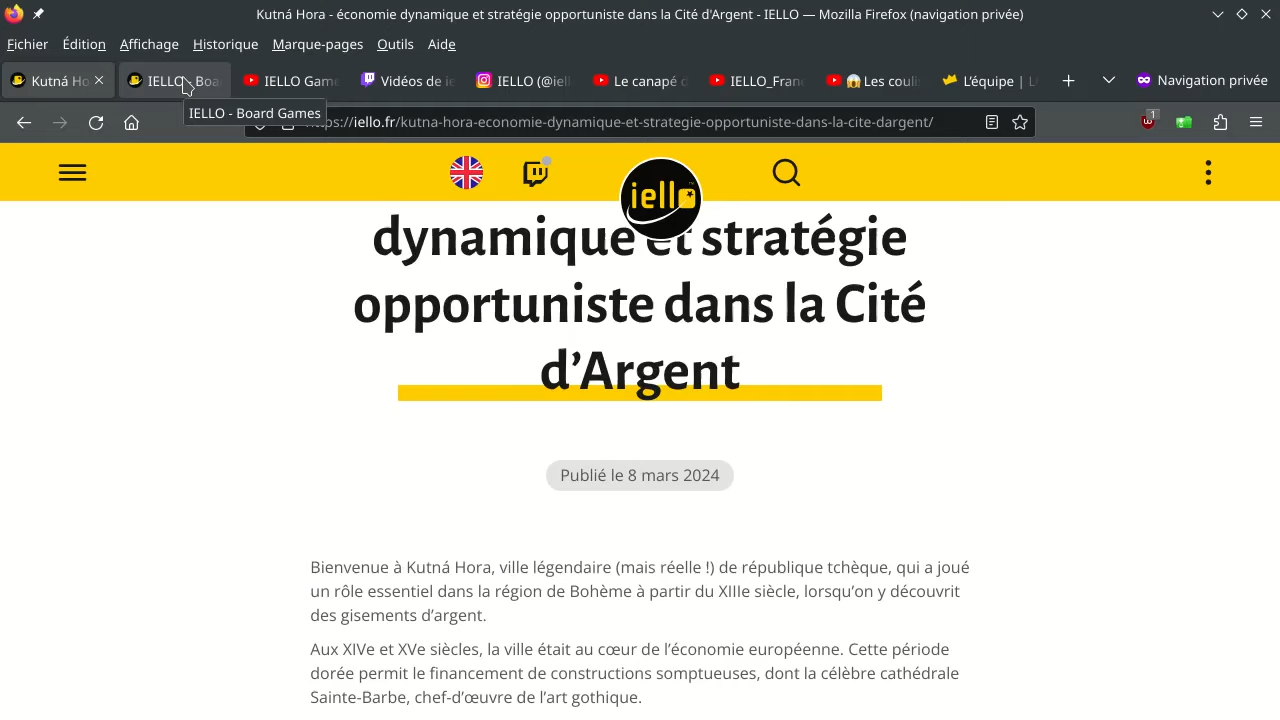 Kutná Hora - économie dynamique et stratégie opportuniste dans la Cité d'Argent - IELLO — Mozilla Firefox (navigation privée)
Fichier Édition Affichage Historique Marque-pages Outils Aide
Kutná Ho IELLO - Boa IELLO Game Vidéos de ie IELLO (@iell Le canapé d IELLO_Fran 😱Les couli L'équipe | L Navigation privée
IELLO - Board Games
https://iello.fr/kutna-hora-economie-dynamique-et-strategie-opportuniste-dans-la-cite-dargent/
1
iello
dynamique et stratégie
opportuniste dans la Cité
d’Argent
Publié le 8 mars 2024
Bienvenue à Kutná Hora, ville légendaire (mais réelle !) de république tchèque, qui a joué
un rôle essentiel dans la région de Bohème à partir du XIIIe siècle, lorsqu’on y découvrit
des gisements d’argent.
Aux XIVe et XVe siècles, la ville était au cœur de l’économie européenne. Cette période
dorée permit le financement de constructions somptueuses, dont la célèbre cathédrale
Sainte-Barbe, chef-d’œuvre de l’art gothique.